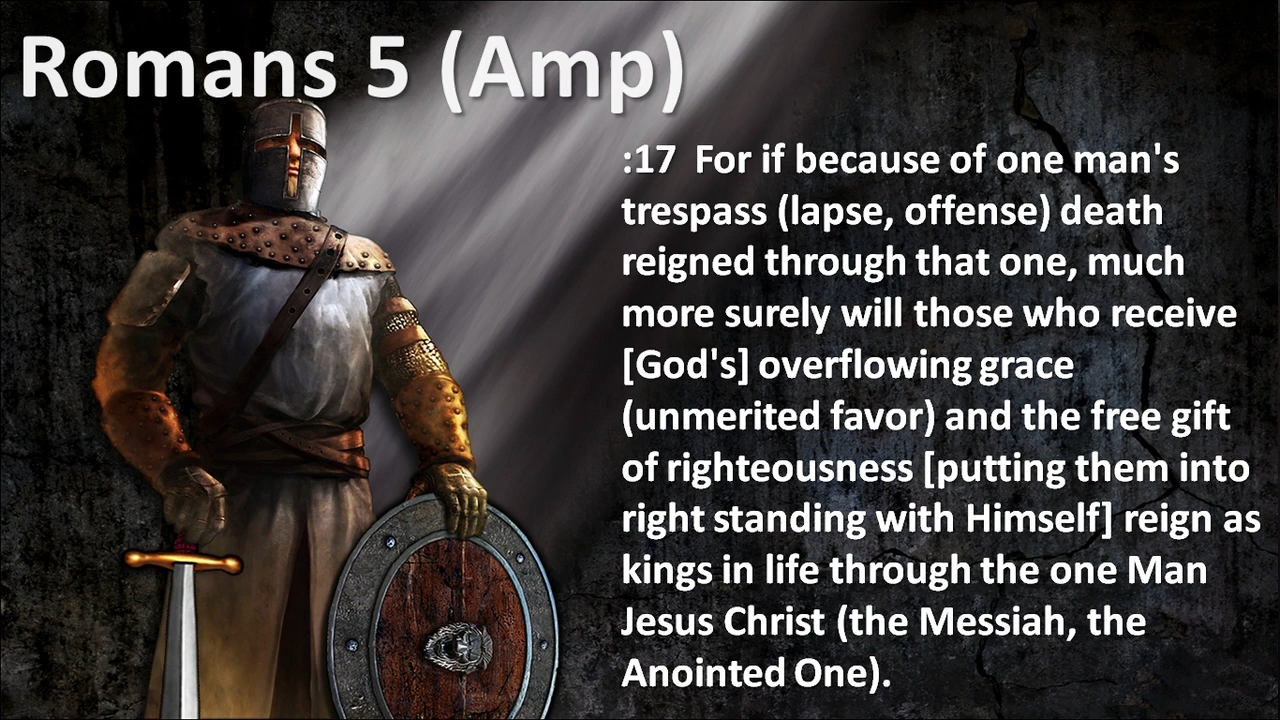 Romans 5 (Amp)
:17  For if because of one man's
trespass (lapse, offense) death
reigned through that one, much
more surely will those who receive
[God's] overflowing grace
(unmerited favor) and the free gift
of righteousness [putting them into
right standing with Himself] reign as
kings in life through the one Man
Jesus Christ (the Messiah, the
Anointed One).